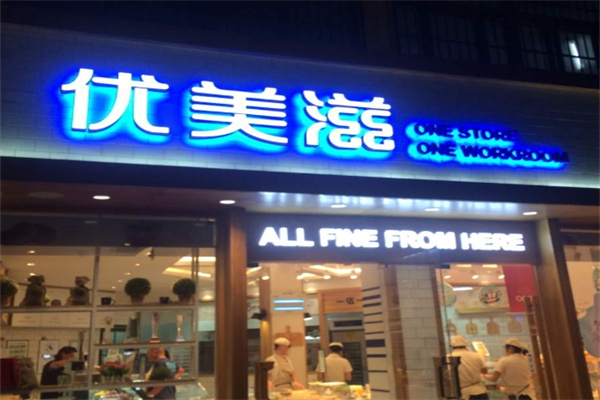 优美滋
ONE STORE
ONE WORKROOM
ALL FINE FROM HERE